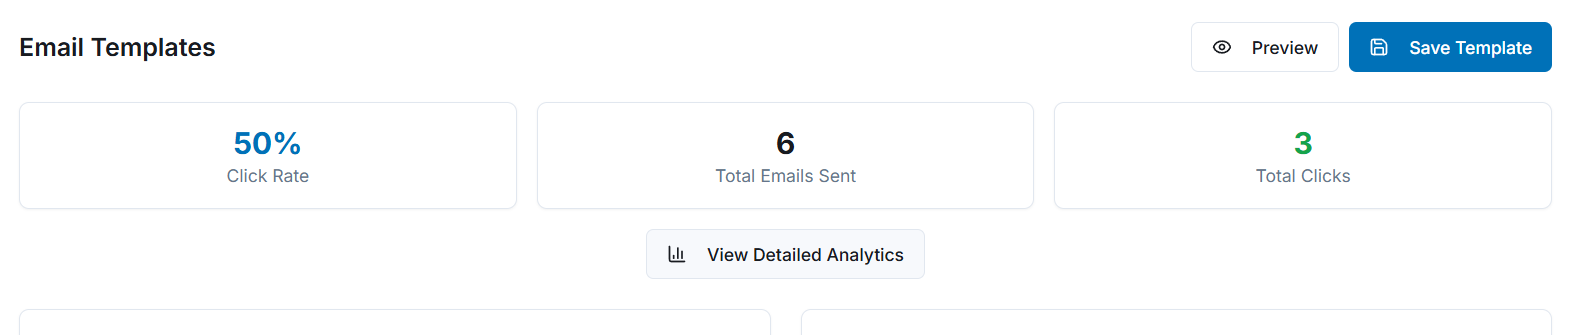 Email Templates
Preview
Save Template
50%
Click Rate
6
Total Emails Sent
3
Total Clicks
View Detailed Analytics